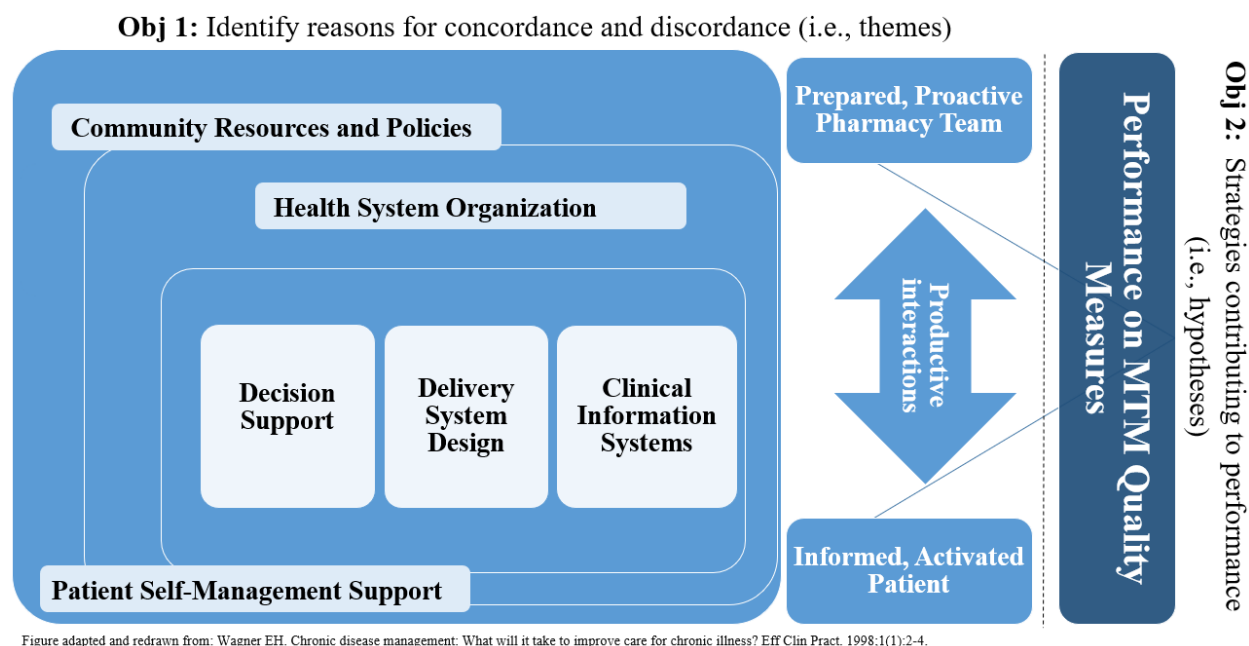 Obj 1: Identify reasons for concordance and discordance (i.e., themes)
Community Resources and Policies
Health System Organization
Decision
Support
Delivery
System
Design
Clinical
Information
Systems
Patient Self-Management Support
Prepared, Proactive
Pharmacy Team
Productive
interactions
Informed, Activated
Patient
Performance on MTM Quality
Measures
Obj 2: Strategies contributing to performance
(i.e., hypotheses)
Figure adapted and redrawn from: Wagner EH. Chronic disease management: What will it take to improve care for chronic illness? Eff Clin Pract. 1998;1(1):2-4.